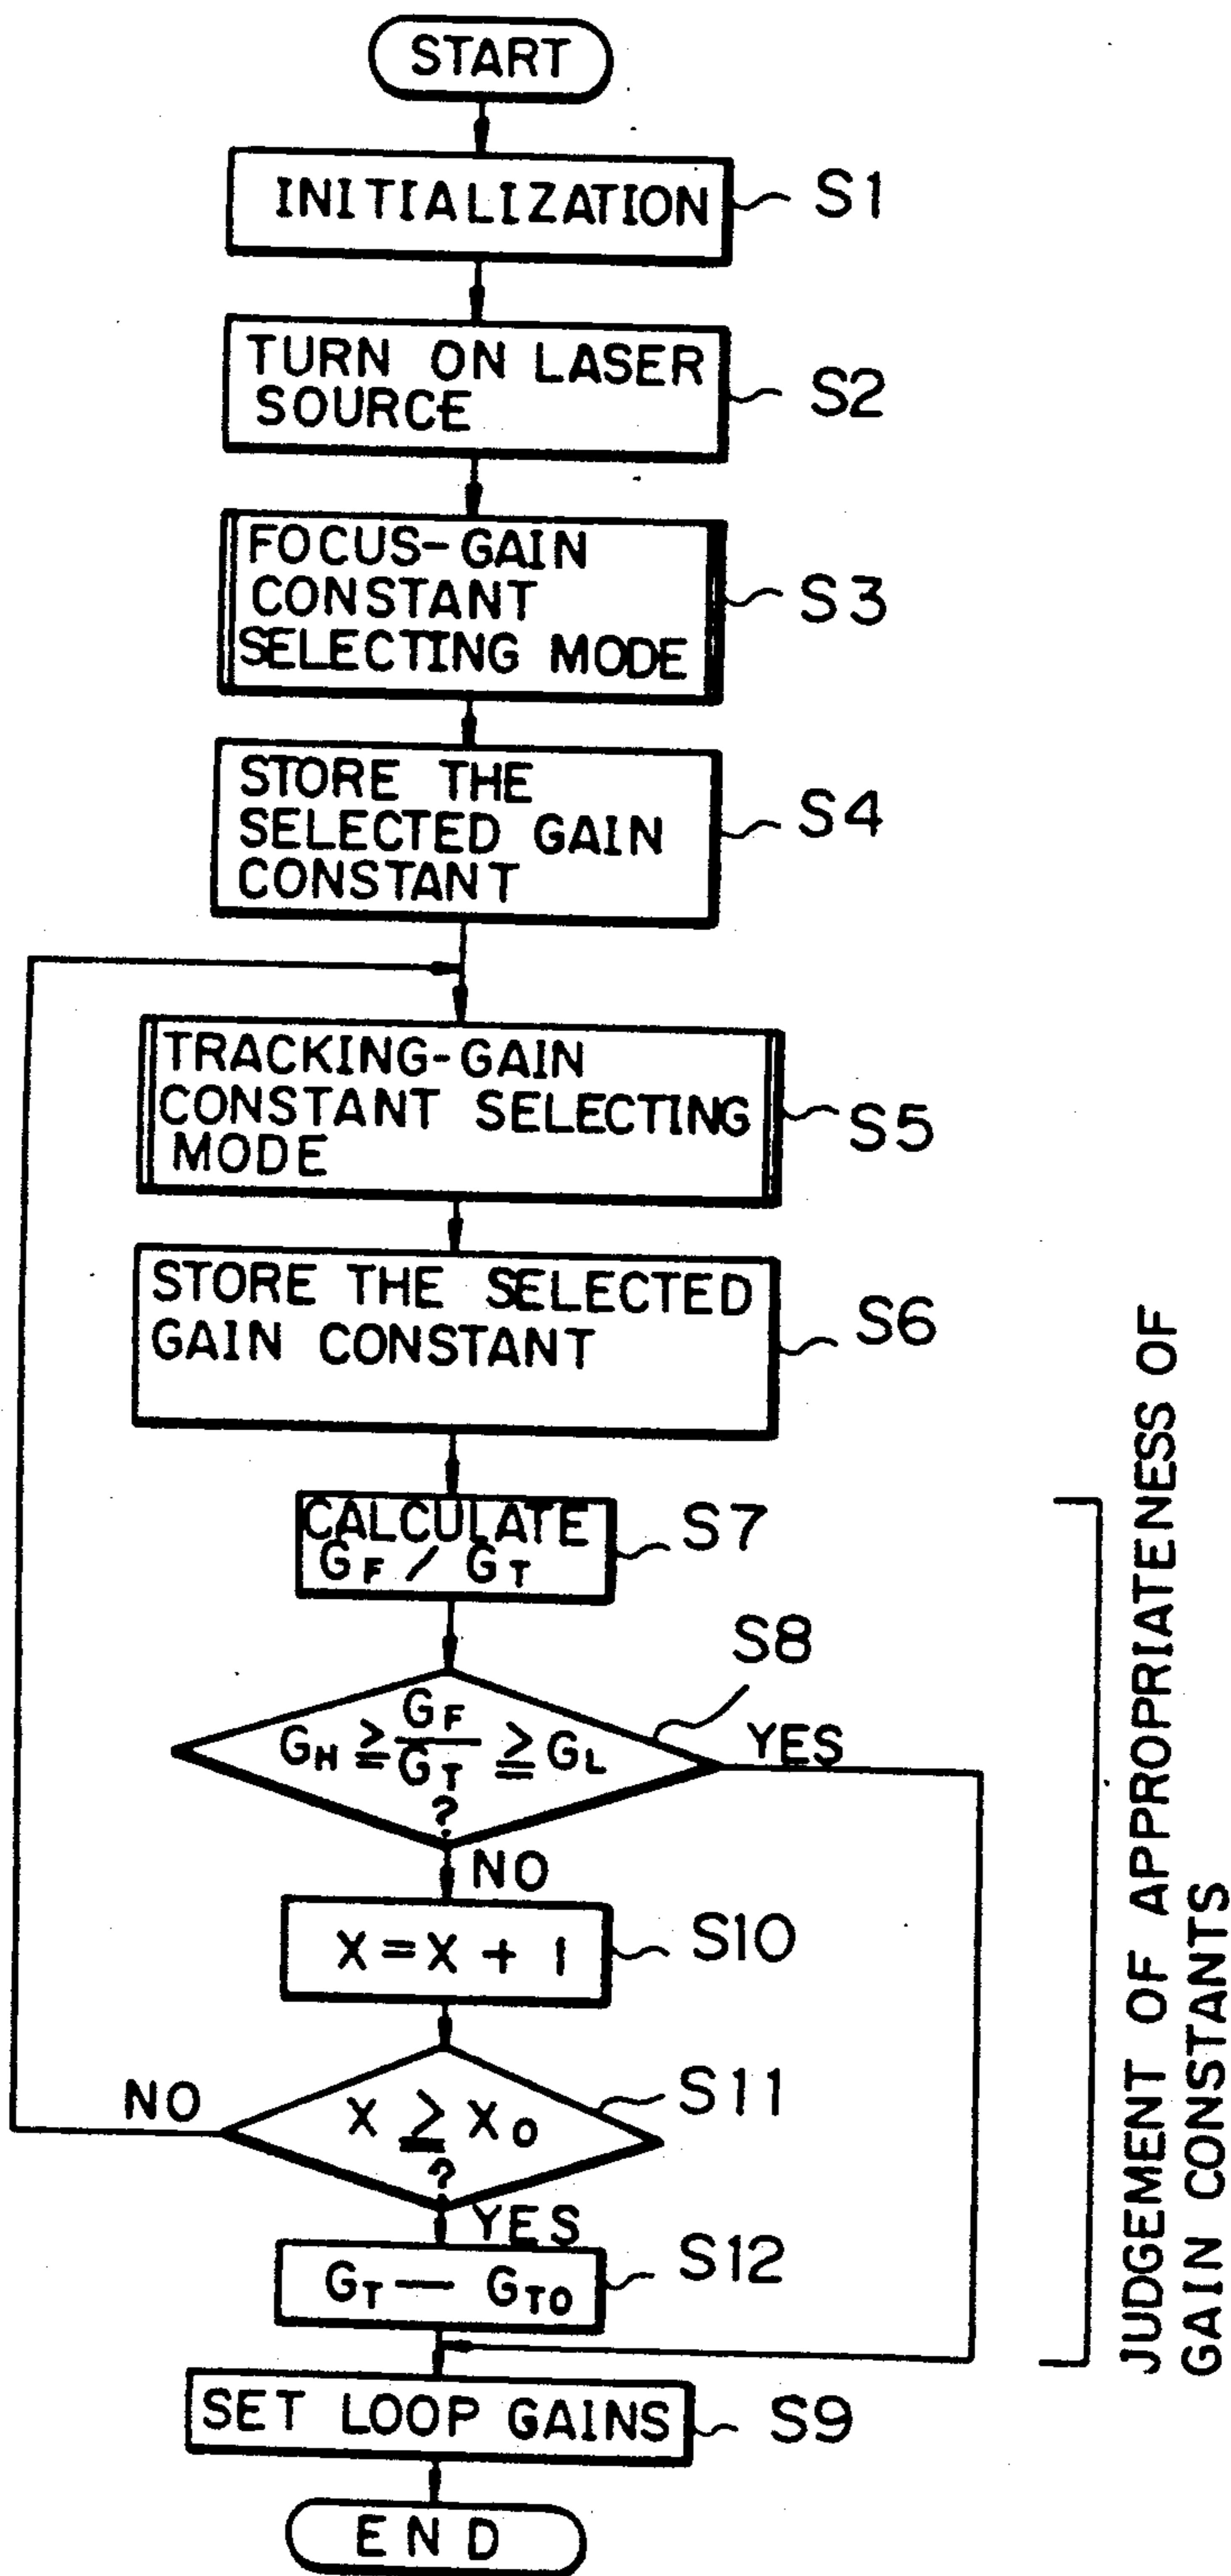 START
INITIALIZATION
S1
TURN ON LASER
SOURCE
S2
FOCUS-GAIN
CONSTANT
SELECTING MODE
S3
STORE THE
SELECTED GAIN
CONSTANT
S4
TRACKING-GAIN
CONSTANT SELECTING
MODE
S5
STORE THE SELECTED
GAIN CONSTANT
S6
CALCULATE
GF / GT
S7
GH ≧ GF/GT ≧ GL
?
S8
YES
NO
X = X + 1
S10
X ≧ X0
?
S11
NO
YES
GT — GTO
S12
SET LOOP GAINS
S9
END
JUDGEMENT OF APPROPRIATENESS OF
GAIN CONSTANTS